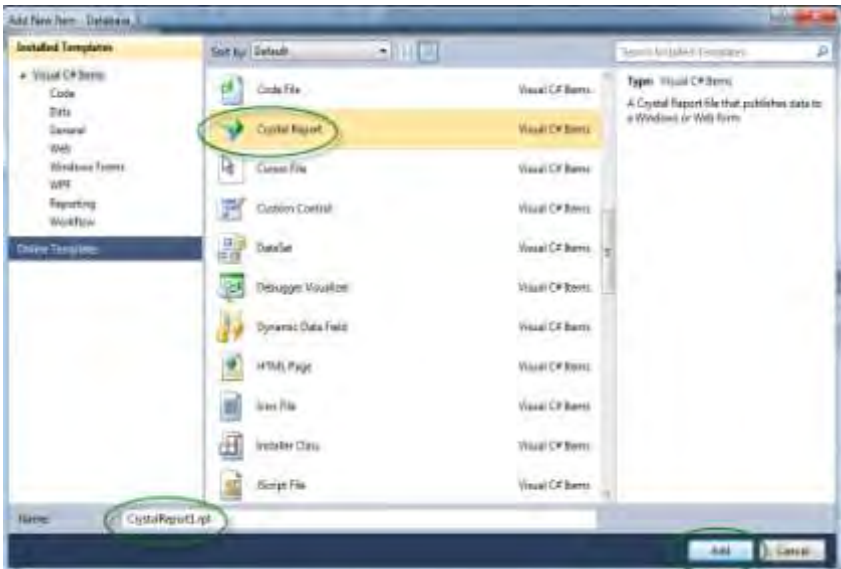 Add New Item - Database_1
Installed Templates
Visual C# Items
Code
Data
General
Web
Windows Forms
WPF
Reporting
Workflow
Online Templates
Sort by: Default
Code File Visual C# Items
Crystal Report Visual C# Items
Cursor File Visual C# Items
Custom Control Visual C# Items
DataSet Visual C# Items
Debugger Visualizer Visual C# Items
Dynamic Data Field Visual C# Items
HTML Page Visual C# Items
Icon File Visual C# Items
Installer Class Visual C# Items
JScript File Visual C# Items
Search Installed Templates
Type: Visual C# Items
A Crystal Report file that publishes data to
a Windows or Web form
Name: CrystalReport1.rpt
Add
Cancel